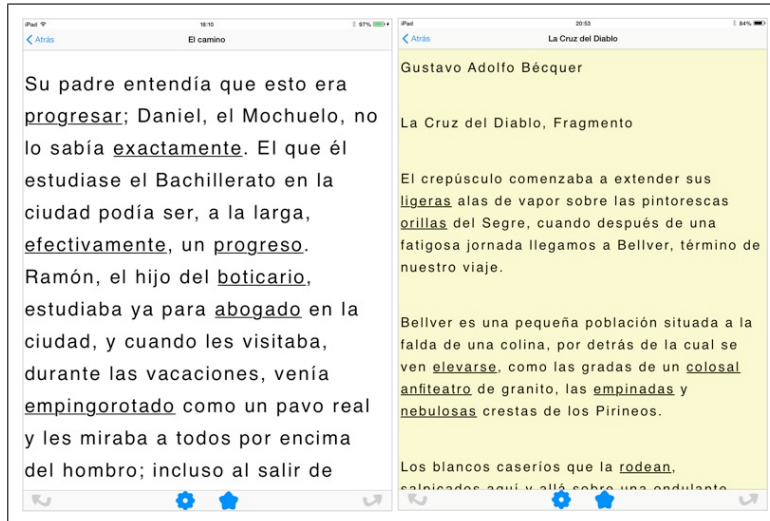 iPad
18:10
97%
Atrás
El camino
Su padre entendía que esto era
progresar; Daniel, el Mochuelo, no
lo sabía exactamente. El que él
estudiase el Bachillerato en la
ciudad podía ser, a la larga,
efectivamente, un progreso.
Ramón, el hijo del boticario,
estudiaba ya para abogado en la
ciudad, y cuando les visitaba,
durante las vacaciones, venía
empingorotado como un pavo real
y les miraba a todos por encima
del hombro; incluso al salir de
iPad
20:53
84%
Atrás
La Cruz del Diablo
Gustavo Adolfo Bécquer
La Cruz del Diablo, Fragmento
El crepúsculo comenzaba a extender sus
ligeras alas de vapor sobre las pintorescas
orillas del Segre, cuando después de una
fatigosa jornada llegamos a Bellver, término de
nuestro viaje.
Bellver es una pequeña población situada a la
falda de una colina, por detrás de la cual se
ven elevarse, como las gradas de un colosal
anfiteatro de granito, las empinadas y
nebulosas crestas de los Pirineos.
Los blancos caseríos que la rodean,
salpicados aquí y allá sobre una ondulante